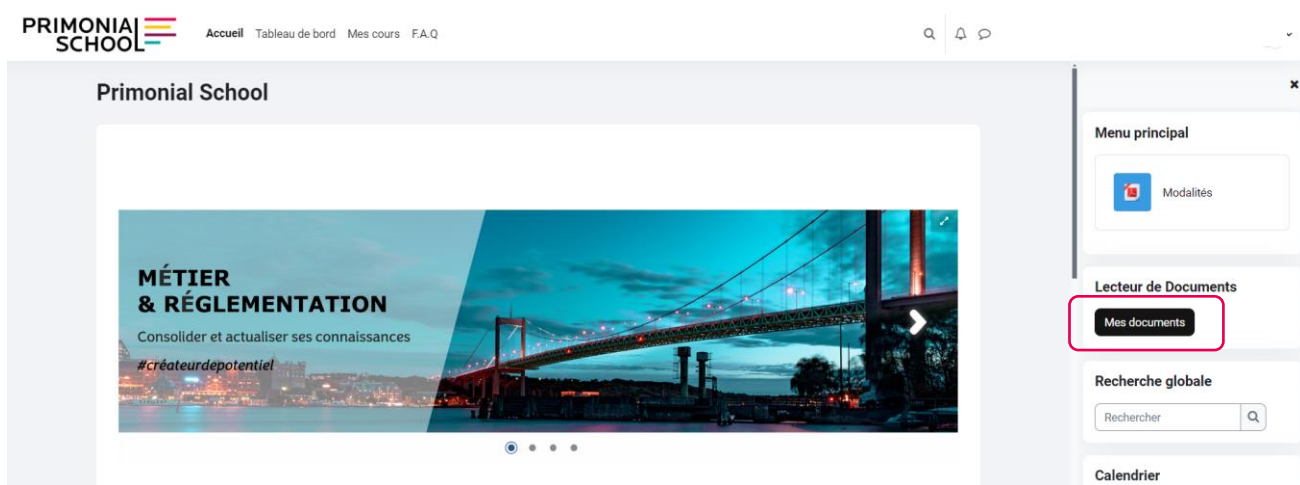 PRIMONIAL
SCHOOL
Accueil Tableau de bord Mes cours F.A.Q
Primonial School
MÉTIER
& RÉGLEMENTATION
Consolider et actualiser ses connaissances
#créateurdepotentiel
Menu principal
Modalités
Lecteur de Documents
Mes documents
Recherche globale
Rechercher
Calendrier